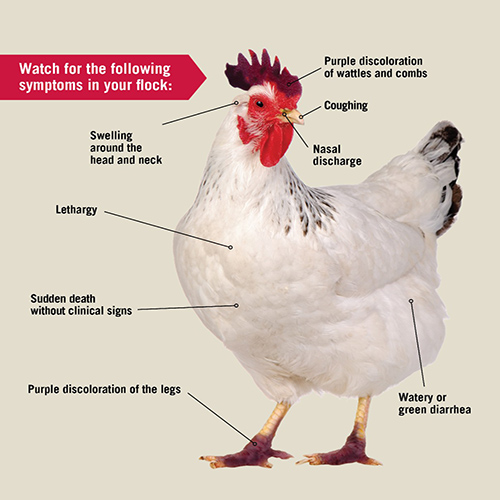 Watch for the following
symptoms in your flock:
Purple discoloration
of wattles and combs
Coughing
Swelling
around the
head and neck
Nasal
discharge
Lethargy
Sudden death
without clinical signs
Purple discoloration of the legs
Watery or
green diarrhea